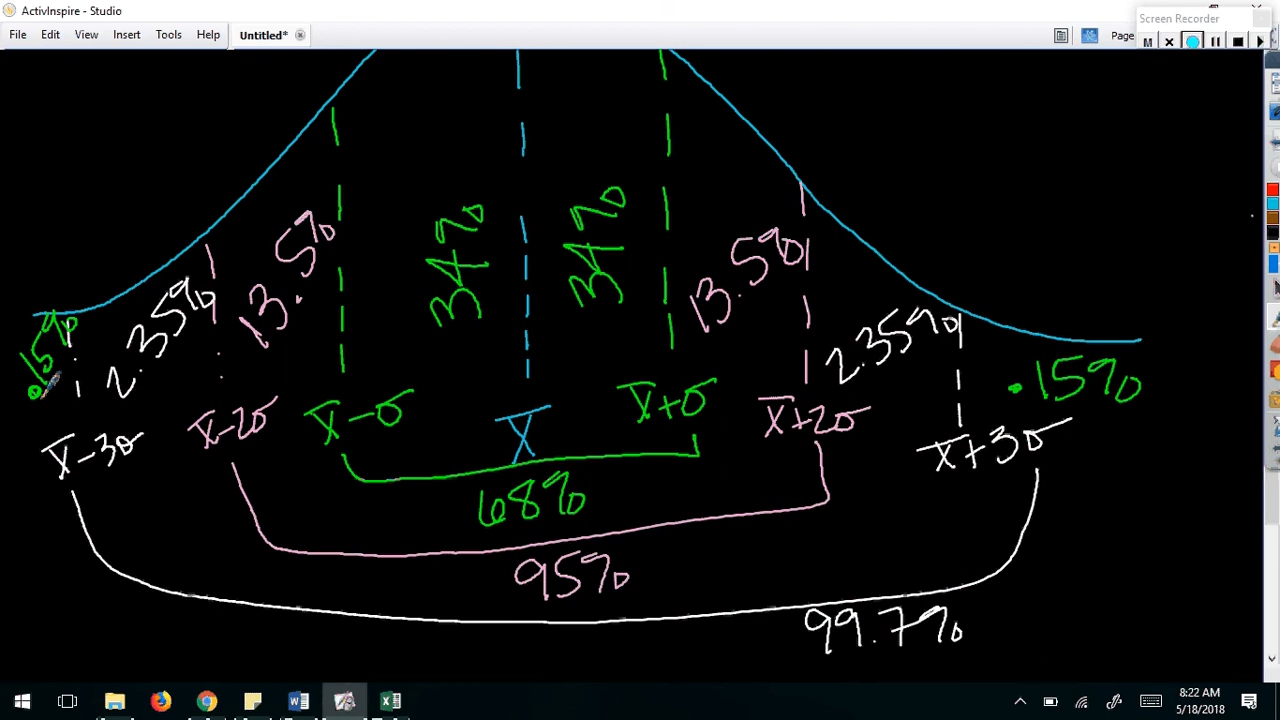 ActivInspire - Studio
Screen Recorder
File Edit View Insert Tools Help Untitled* Page
M
34% 34%
13.5% 13.5%
2.35% 2.35%
.15% .15%
X̄-3σ X̄-2σ X̄-σ X̄ X̄+σ X̄+2σ X̄+3σ
68%
95%
99.7%
8:22 AM
5/18/2018